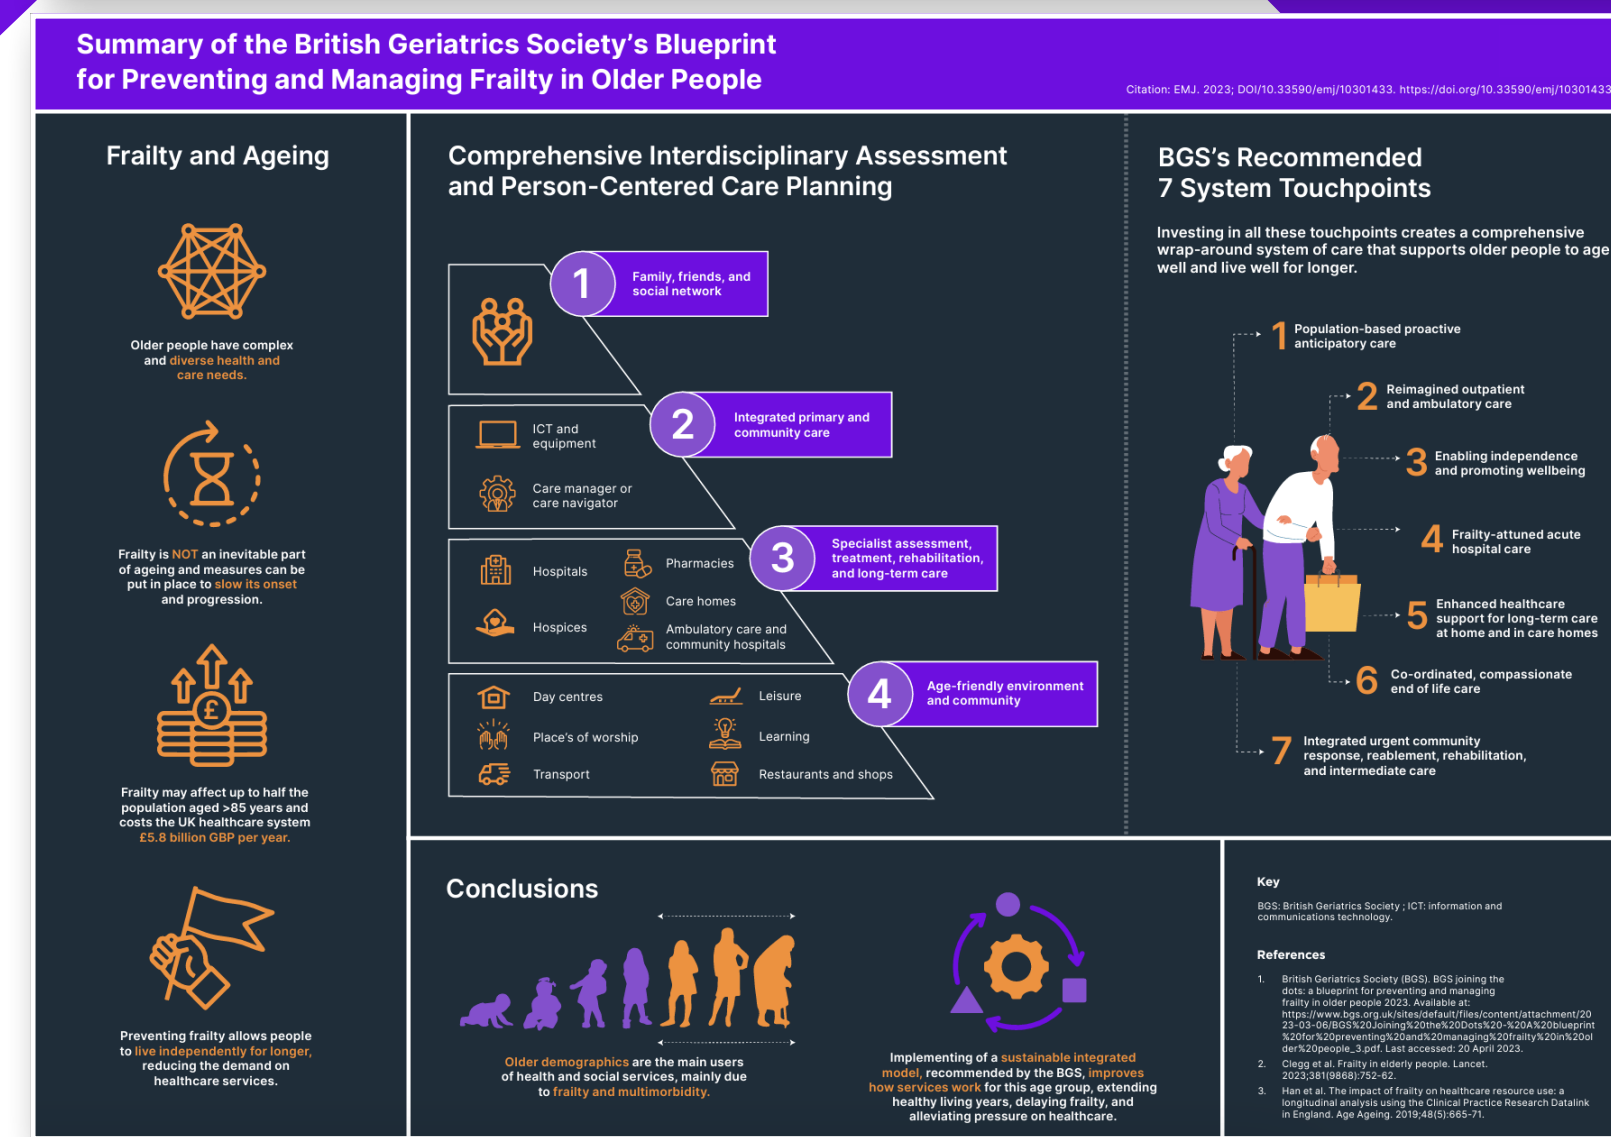 Summary of the British Geriatrics Society’s Blueprint
for Preventing and Managing Frailty in Older People
Citation: EMJ. 2023; DOI/10.33590/emj/10301433. https://doi.org/10.33590/emj/10301433
Frailty and Ageing
Older people have complex
and diverse health and
care needs.
Frailty is NOT an inevitable part
of ageing and measures can be
put in place to slow its onset
and progression.
£
Frailty may affect up to half the
population aged >85 years and
costs the UK healthcare system
£5.8 billion GBP per year.
Preventing frailty allows people
to live independently for longer,
reducing the demand on
healthcare services.
Comprehensive Interdisciplinary Assessment
and Person-Centered Care Planning
1
Family, friends, and
social network
2
Integrated primary and
community care
ICT and
equipment
Care manager or
care navigator
3
Specialist assessment,
treatment, rehabilitation,
and long-term care
Hospitals
Hospices
Pharmacies
Care homes
Ambulatory care and
community hospitals
4
Age-friendly environment
and community
Day centres
Place’s of worship
Transport
Leisure
Learning
Restaurants and shops
BGS’s Recommended
7 System Touchpoints
Investing in all these touchpoints creates a comprehensive
wrap-around system of care that supports older people to age
well and live well for longer.
1 Population-based proactive
anticipatory care
2 Reimagined outpatient
and ambulatory care
3 Enabling independence
and promoting wellbeing
4 Frailty-attuned acute
hospital care
5 Enhanced healthcare
support for long-term care
at home and in care homes
6 Co-ordinated, compassionate
end of life care
7 Integrated urgent community
response, reablement, rehabilitation,
and intermediate care
Conclusions
Older demographics are the main users
of health and social services, mainly due
to frailty and multimorbidity.
Implementing of a sustainable integrated
model, recommended by the BGS, improves
how services work for this age group, extending
healthy living years, delaying frailty, and
alleviating pressure on healthcare.
Key
BGS: British Geriatrics Society ; ICT: information and
communications technology.
References
1. British Geriatrics Society (BGS). BGS joining the
dots: a blueprint for preventing and managing
frailty in older people 2023. Available at:
https://www.bgs.org.uk/sites/default/files/content/attachment/20
23-03-06/BGS%20Joining%20the%20Dots%20-%20A%20blueprint
%20for%20preventing%20and%20managing%20frailty%20in%20ol
der%20people_3.pdf. Last accessed: 20 April 2023.
2. Clegg et al. Frailty in elderly people. Lancet.
2023;381(9868):752-62.
3. Han et al. The impact of frailty on healthcare resource use: a
longitudinal analysis using the Clinical Practice Research Datalink
in England. Age Ageing. 2019;48(5):665-71.